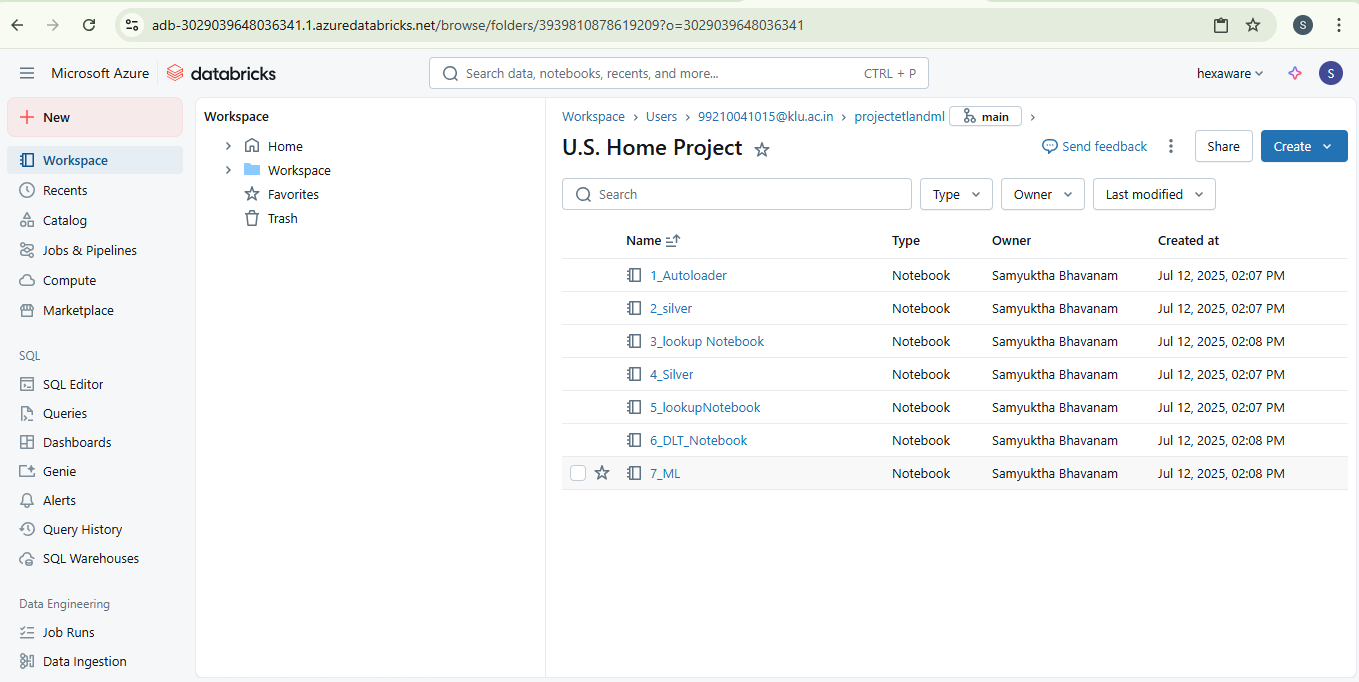 adb-3029039648036341.1.azuredatabricks.net/browse/folders/3939810878619209?o=3029039648036341
S
Microsoft Azure databricks
Search data, notebooks, recents, and more... CTRL + P
hexaware
S
New
Workspace
Recents
Catalog
Jobs & Pipelines
Compute
Marketplace
SQL
SQL Editor
Queries
Dashboards
Genie
Alerts
Query History
SQL Warehouses
Data Engineering
Job Runs
Data Ingestion
Workspace
Home
Workspace
Favorites
Trash
Workspace › Users › 99210041015@klu.ac.in › projectetlandml main ›
U.S. Home Project
Send feedback
Share
Create
Search
Type
Owner
Last modified
Name Type Owner Created at
1_Autoloader Notebook Samyuktha Bhavanam Jul 12, 2025, 02:07 PM
2_silver Notebook Samyuktha Bhavanam Jul 12, 2025, 02:07 PM
3_lookup Notebook Notebook Samyuktha Bhavanam Jul 12, 2025, 02:08 PM
4_Silver Notebook Samyuktha Bhavanam Jul 12, 2025, 02:07 PM
5_lookupNotebook Notebook Samyuktha Bhavanam Jul 12, 2025, 02:07 PM
6_DLT_Notebook Notebook Samyuktha Bhavanam Jul 12, 2025, 02:08 PM
7_ML Notebook Samyuktha Bhavanam Jul 12, 2025, 02:08 PM